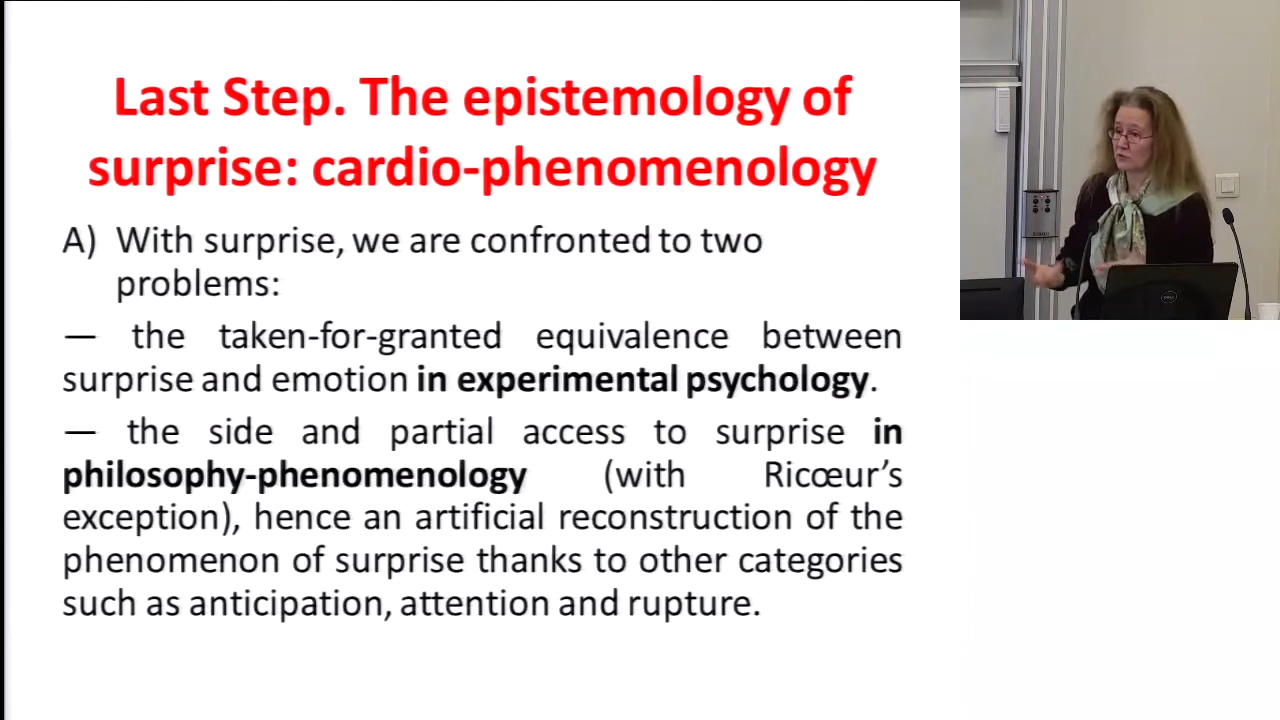 Last Step. The epistemology of
surprise: cardio-phenomenology
A) With surprise, we are confronted to two
problems:
— the taken-for-granted equivalence between
surprise and emotion in experimental psychology.
— the side and partial access to surprise in
philosophy-phenomenology (with Ricœur’s
exception), hence an artificial reconstruction of the
phenomenon of surprise thanks to other categories
such as anticipation, attention and rupture.
DELL